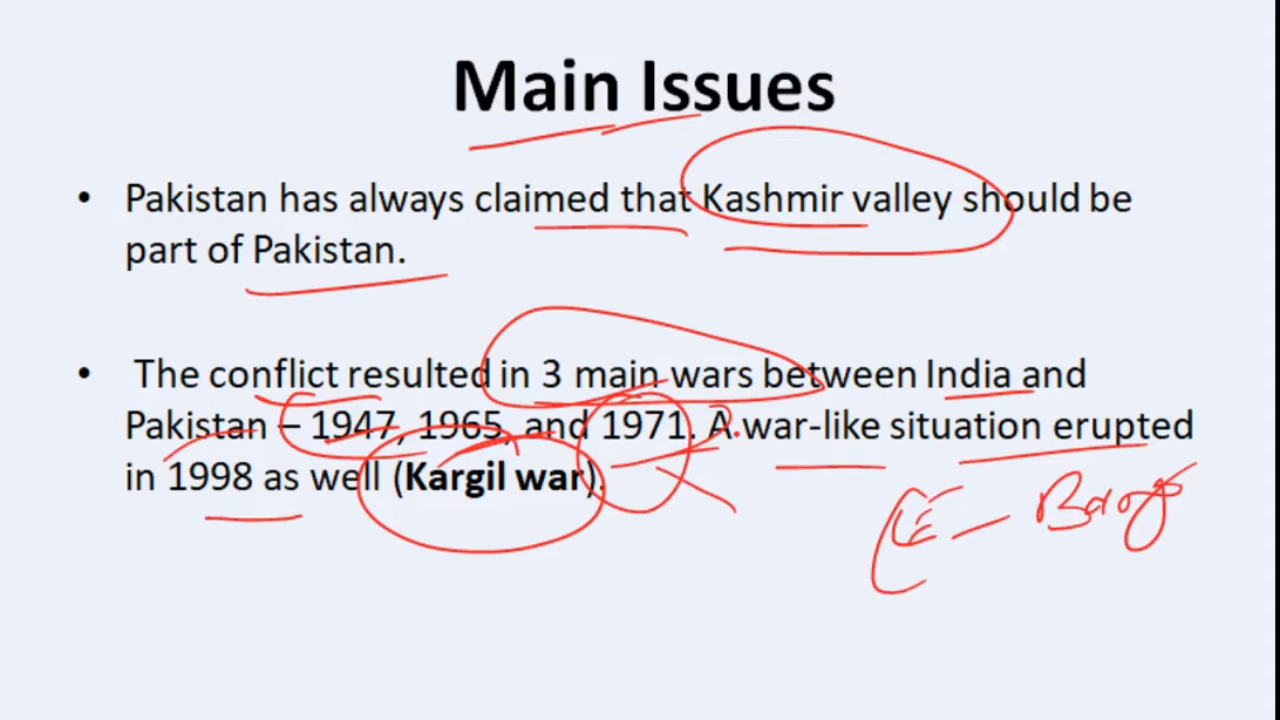 Main Issues
• Pakistan has always claimed that Kashmir valley should be
part of Pakistan.
• The conflict resulted in 3 main wars between India and
Pakistan – 1947, 1965, and 1971. A war-like situation erupted
in 1998 as well (Kargil war).